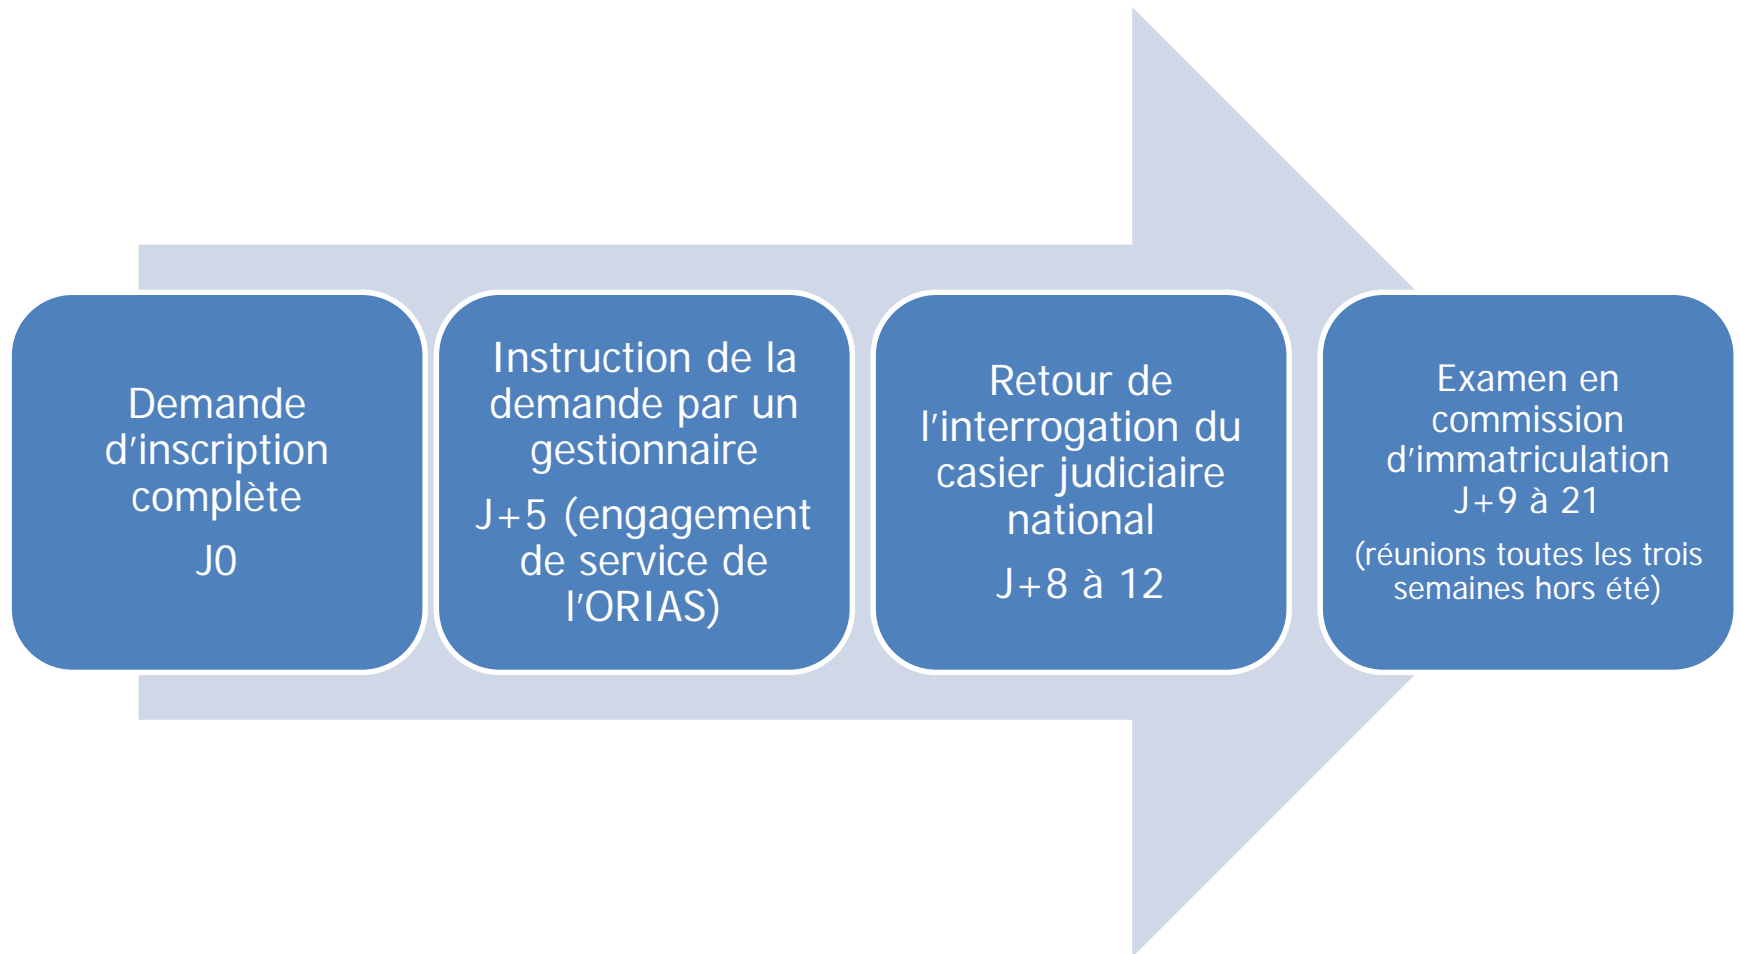 Demande
d'inscription
complète
J0
Instruction de la
demande par un
gestionnaire
J+5 (engagement
de service de
l'ORIAS)
Retour de
l'interrogation du
casier judiciaire
national
J+8 à 12
Examen en
commission
d'immatriculation
J+9 à 21
(réunions toutes les trois
semaines hors été)